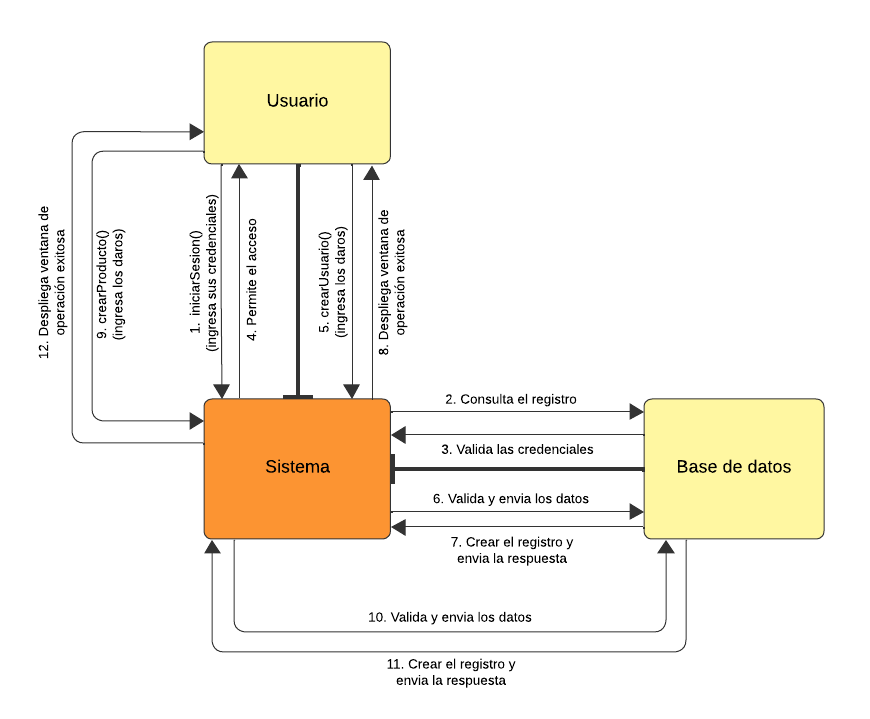 Usuario
12. Despliega ventana de
operación exitosa
9. crearProducto()
(ingresa los daros)
1.  iniciarSesion()
(ingresa sus credenciales)
4. Permite el acceso
5. crearUsuario()
(ingresa los daros)
8. Despliega ventana de
operación exitosa
Sistema
2. Consulta el registro
3. Valida las credenciales
6. Valida y envia los datos
7. Crear el registro y
envia la respuesta
Base de datos
10. Valida y envia los datos
11. Crear el registro y
envia la respuesta